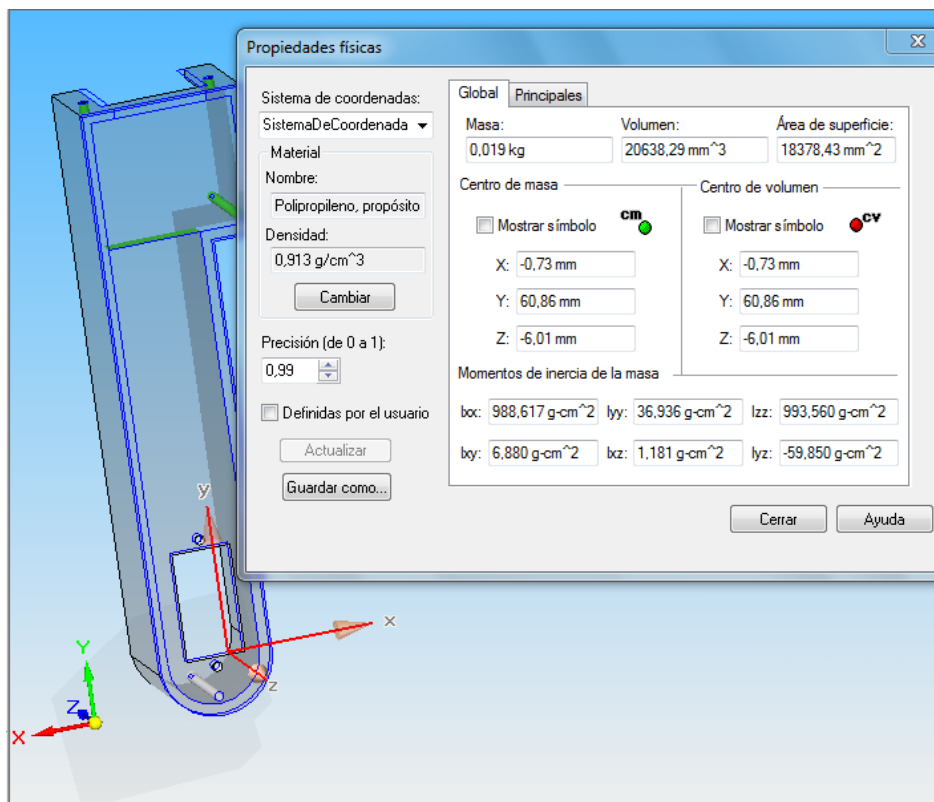 Propiedades físicas
X
Sistema de coordenadas:
SistemaDeCoordenada
Material
Nombre:
Polipropileno, propósito
Densidad:
0,913 g/cm^3
Cambiar
Precisión (de 0 a 1):
0,99
Definidas por el usuario
Actualizar
Guardar como...
Global Principales
Masa: Volumen: Área de superficie:
0,019 kg 20638,29 mm^3 18378,43 mm^2
Centro de masa Centro de volumen
Mostrar símbolo cm Mostrar símbolo cv
X: -0,73 mm X: -0,73 mm
Y: 60,86 mm Y: 60,86 mm
Z: -6,01 mm Z: -6,01 mm
Momentos de inercia de la masa
Ixx: 988,617 g-cm^2 Iyy: 36,936 g-cm^2 Izz: 993,560 g-cm^2
Ixy: 6,880 g-cm^2 Ixz: 1,181 g-cm^2 Iyz: -59,850 g-cm^2
Cerrar Ayuda
y
x
z
Y
Z
X